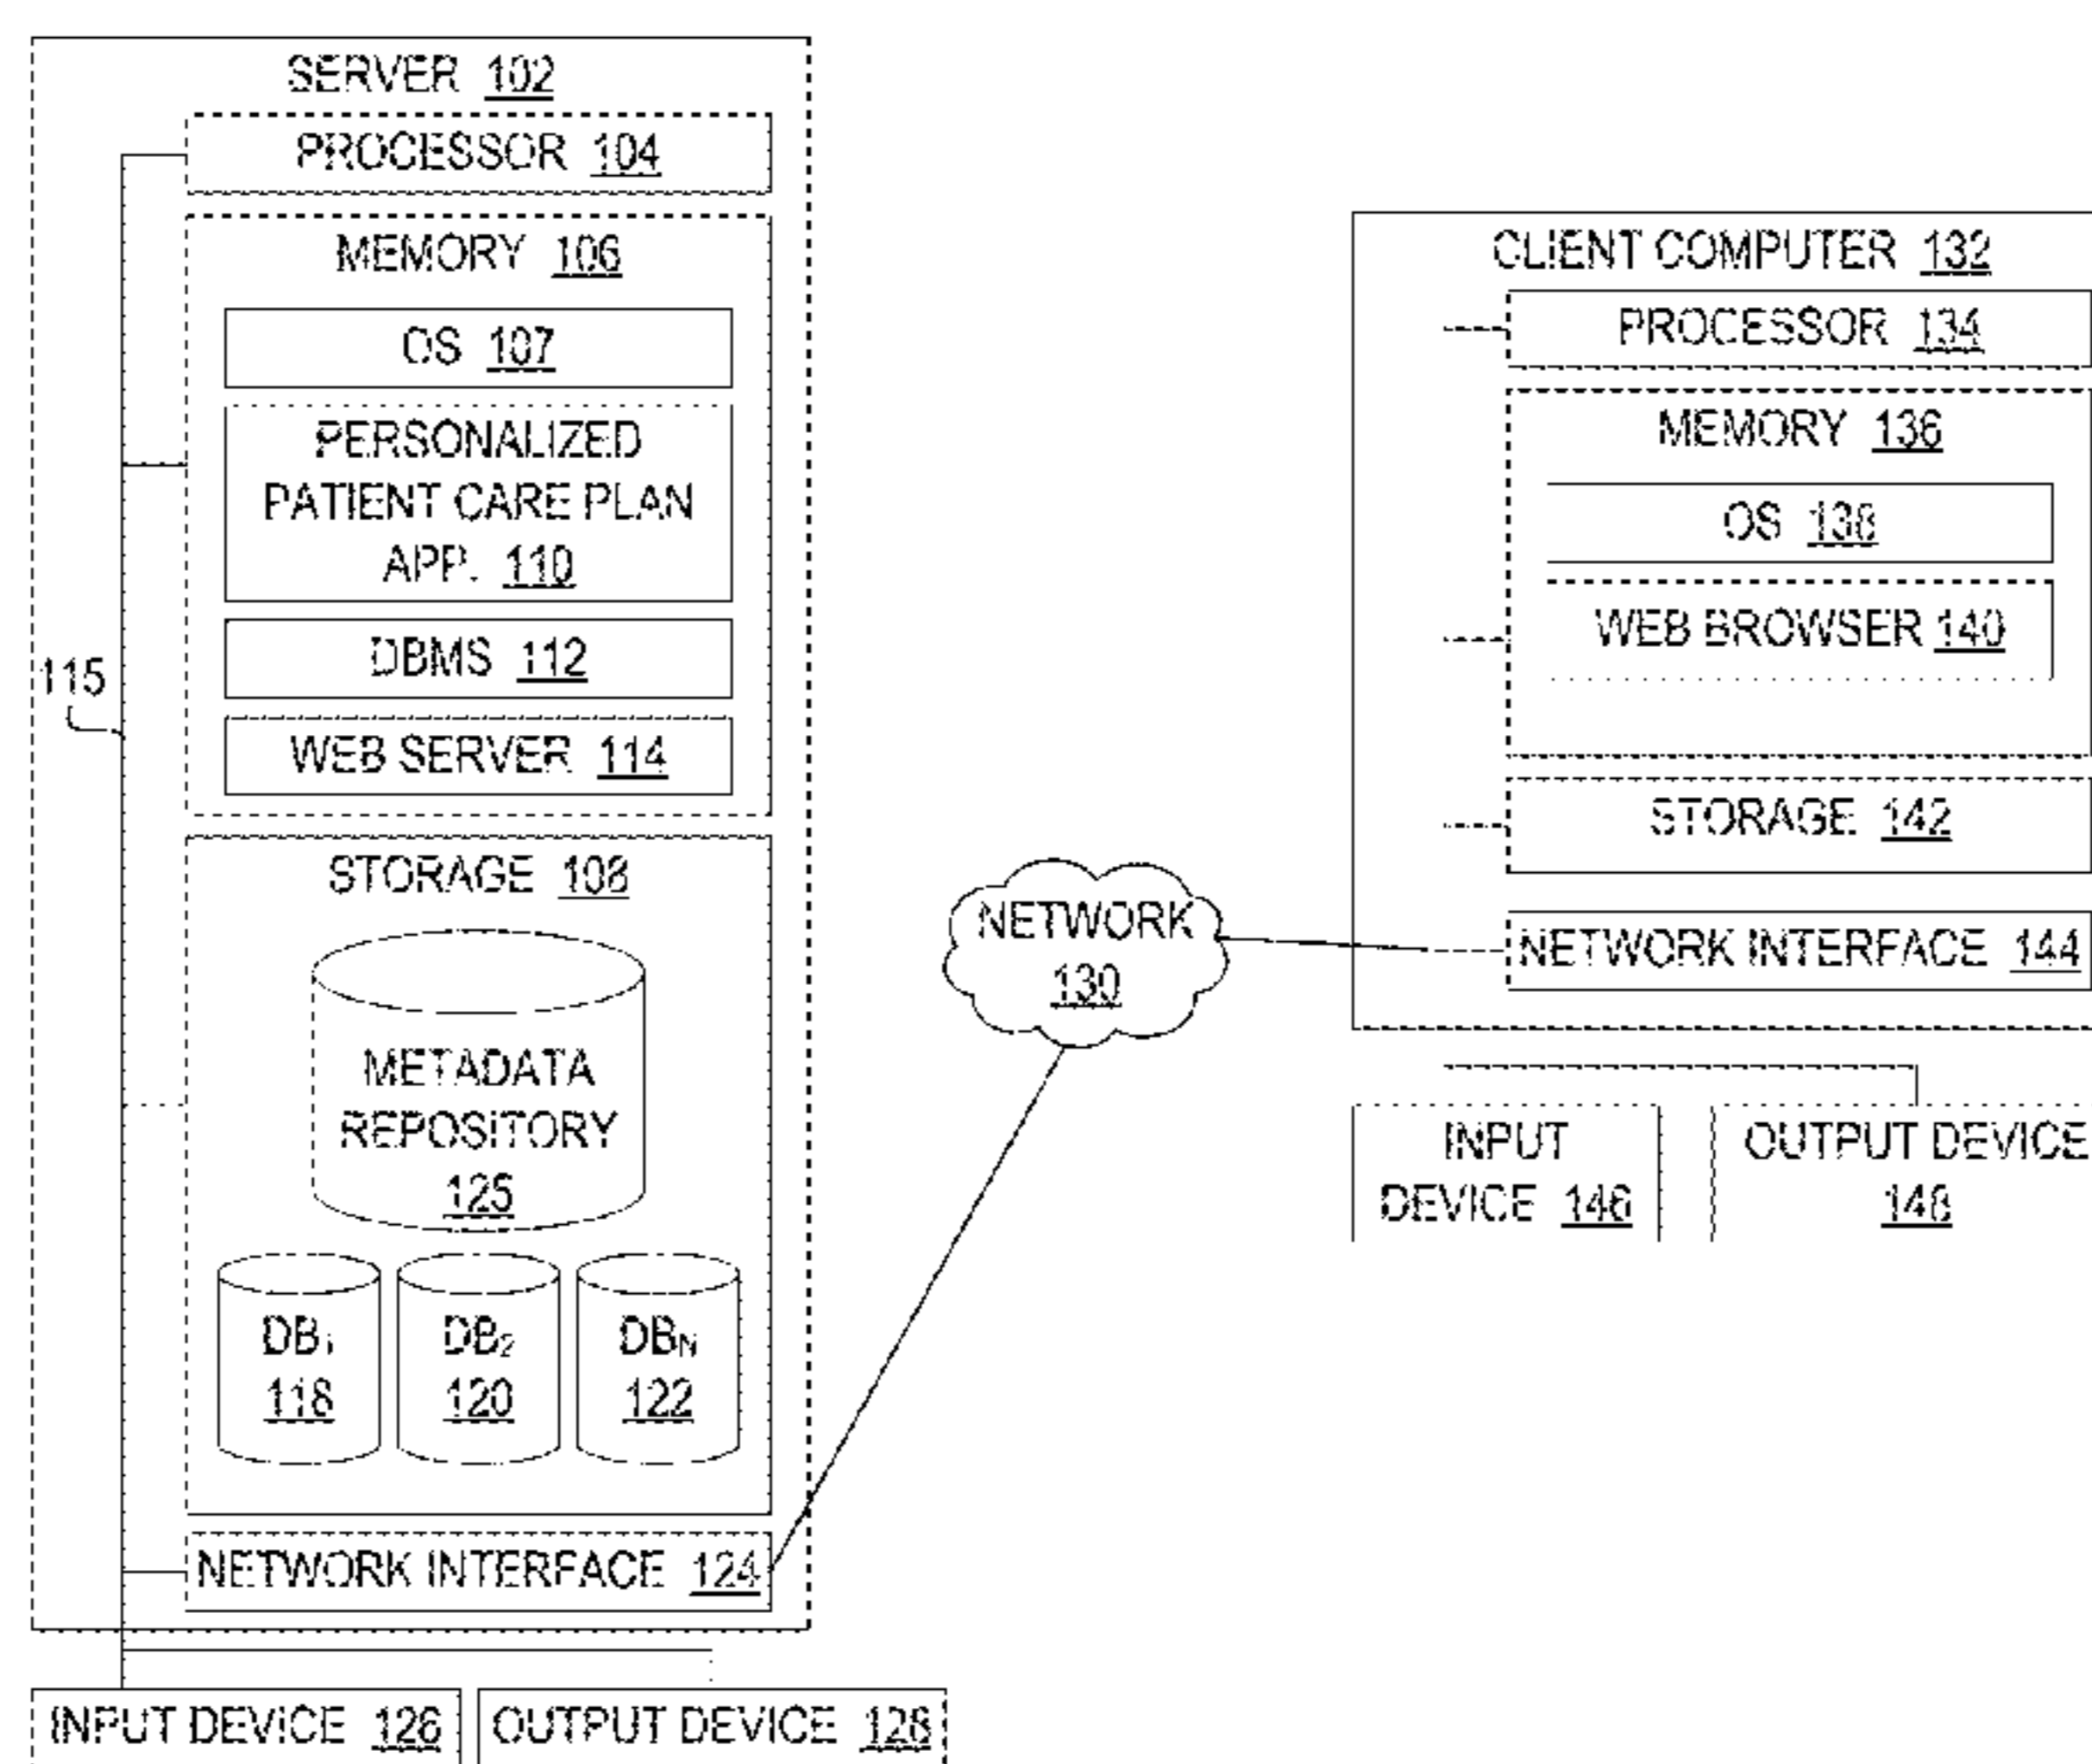 SERVER 102
PROCESSOR 104
MEMORY 106
OS 107
PERSONALIZED
PATIENT CARE PLAN
APP. 110
DBMS 112
WEB SERVER 114
115
STORAGE 108
METADATA
REPOSITORY
125
DB₁
118
DB₂
120
DB_N
122
NETWORK INTERFACE 124
INPUT DEVICE 126
OUTPUT DEVICE 128
NETWORK
130
CLIENT COMPUTER 132
PROCESSOR 134
MEMORY 136
OS 138
WEB BROWSER 140
STORAGE 142
NETWORK INTERFACE 144
INPUT
DEVICE 146
OUTPUT DEVICE
148